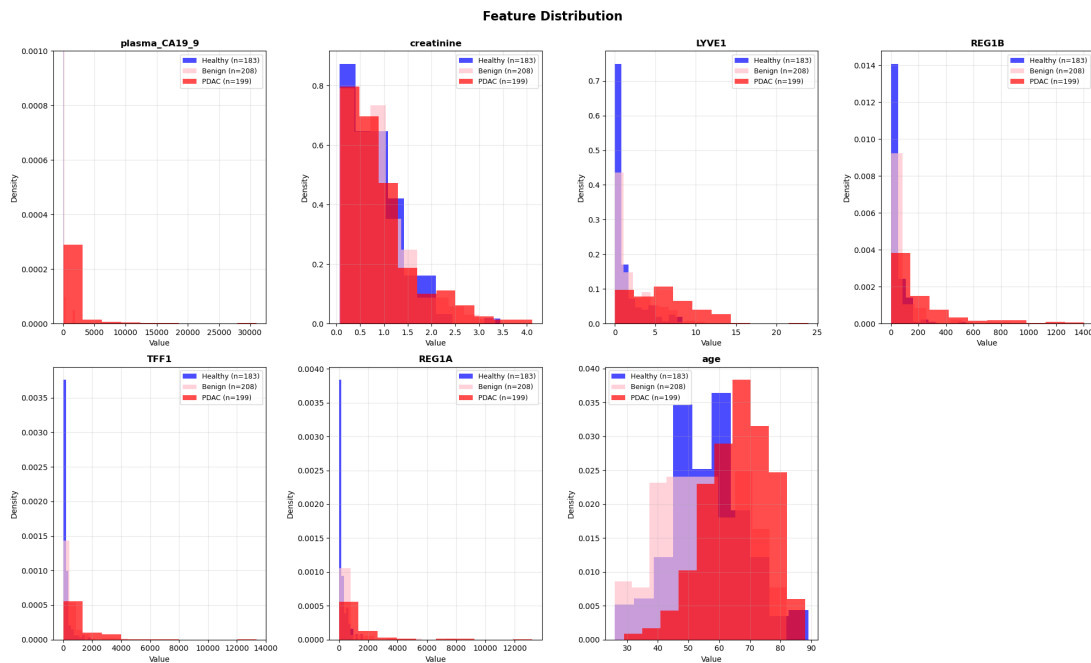 Feature Distribution
plasma_CA19_9
Density
0.0010
0.0008
0.0006
0.0004
0.0002
0.0000
0 5000 10000 15000 20000 25000 30000
Value
Healthy (n=183)
Benign (n=208)
PDAC (n=199)
creatinine
Density
0.8
0.6
0.4
0.2
0.0
0.0 0.5 1.0 1.5 2.0 2.5 3.0 3.5 4.0
Value
Healthy (n=183)
Benign (n=208)
PDAC (n=199)
LYVE1
Density
0.7
0.6
0.5
0.4
0.3
0.2
0.1
0.0
0 5 10 15 20 25
Value
Healthy (n=183)
Benign (n=208)
PDAC (n=199)
REG1B
Density
0.014
0.012
0.010
0.008
0.006
0.004
0.002
0.000
0 200 400 600 800 1000 1200 1400
Value
Healthy (n=183)
Benign (n=208)
PDAC (n=199)
TFF1
Density
0.0035
0.0030
0.0025
0.0020
0.0015
0.0010
0.0005
0.0000
0 2000 4000 6000 8000 10000 12000 14000
Value
Healthy (n=183)
Benign (n=208)
PDAC (n=199)
REG1A
Density
0.0040
0.0035
0.0030
0.0025
0.0020
0.0015
0.0010
0.0005
0.0000
0 2000 4000 6000 8000 10000 12000
Value
Healthy (n=183)
Benign (n=208)
PDAC (n=199)
age
Density
0.040
0.035
0.030
0.025
0.020
0.015
0.010
0.005
0.000
30 40 50 60 70 80 90
Value
Healthy (n=183)
Benign (n=208)
PDAC (n=199)